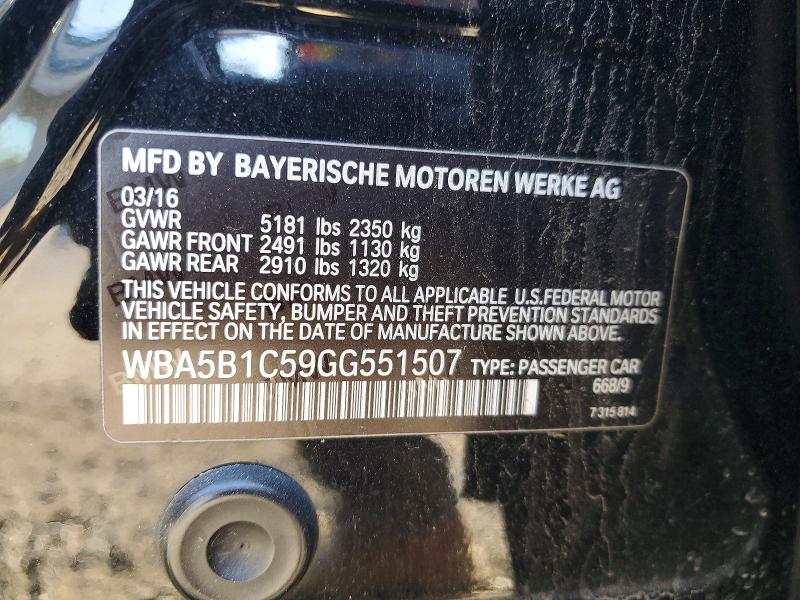 MFD BY BAYERISCHE MOTOREN WERKE AG
03/16
GVWR 5181 lbs 2350 kg
GAWR FRONT 2491 lbs 1130 kg
GAWR REAR 2910 lbs 1320 kg
THIS VEHICLE CONFORMS TO ALL APPLICABLE U.S.FEDERAL MOTOR
VEHICLE SAFETY, BUMPER AND THEFT PREVENTION STANDARDS
IN EFFECT ON THE DATE OF MANUFACTURE SHOWN ABOVE.
WBA5B1C59GG551507 TYPE: PASSENGER CAR
668/9
7 315 814